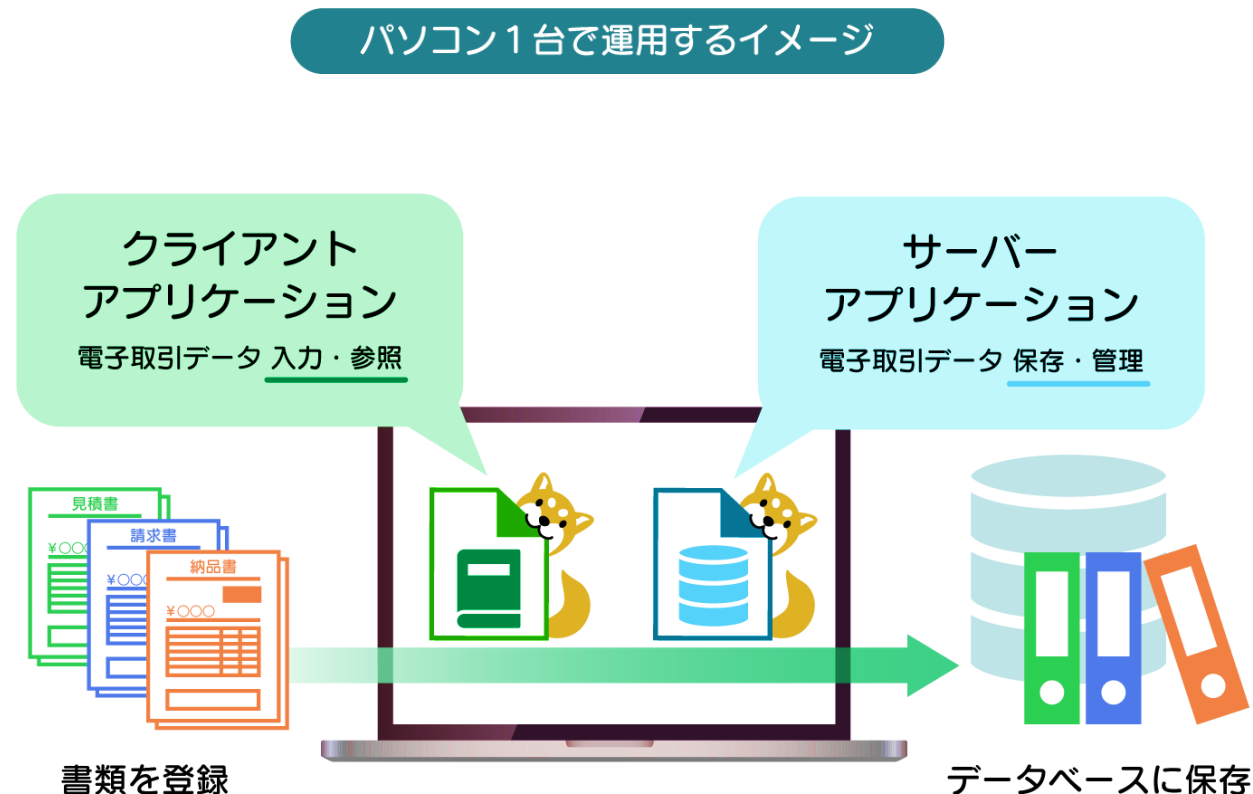 パソコン１台で運用するイメージ
クライアント
アプリケーション
電子取引データ 入力・参照
サーバー
アプリケーション
電子取引データ 保存・管理
見積書
¥〇〇〇
請求書
¥〇〇〇
納品書
¥〇〇〇
書類を登録
データベースに保存